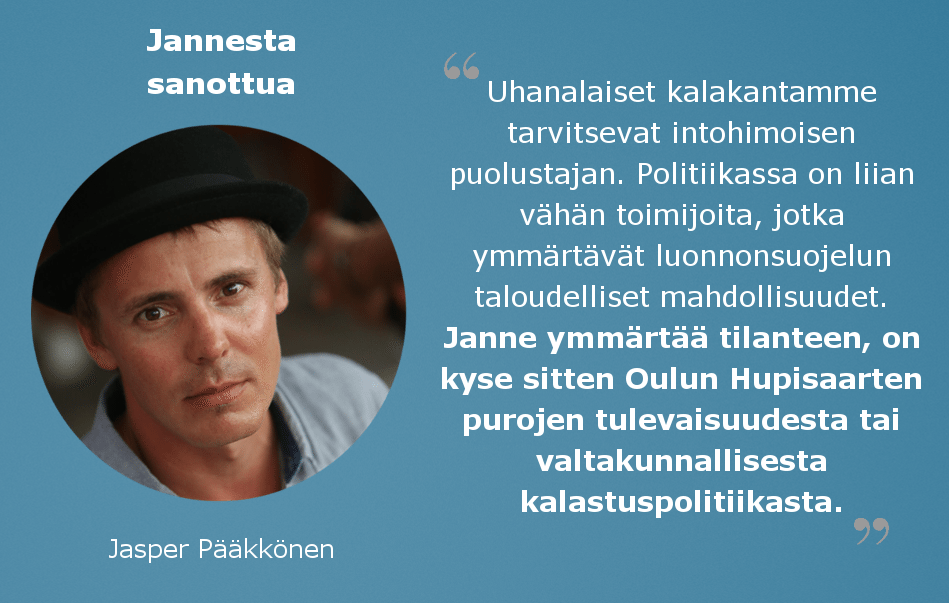 Jannesta
sanottua
“
Uhanalaiset kalakantamme
tarvitsevat intohimoisen
puolustajan. Politiikassa on liian
vähän toimijoita, jotka
ymmärtävät luonnonsuojelun
taloudelliset mahdollisuudet.
Janne ymmärtää tilanteen, on
kyse sitten Oulun Hupisaarten
purojen tulevaisuudesta tai
valtakunnallisesta
kalastuspolitiikasta.
”
Jasper Pääkkönen